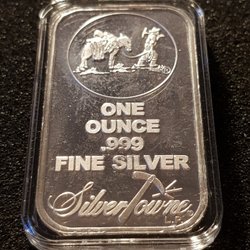 ONE
OUNCE
.999
FINE SILVER
SilverTowne
L.P.